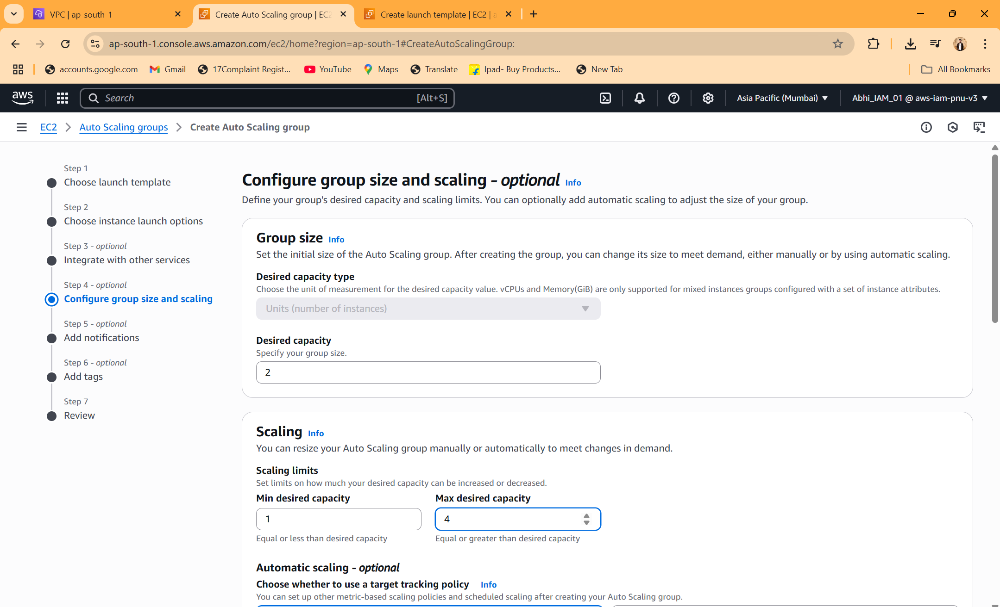 VPC | ap-south-1
Create Auto Scaling group | EC2
Create launch template | EC2 | a
ap-south-1.console.aws.amazon.com/ec2/home?region=ap-south-1#CreateAutoScalingGroup:
accounts.google.com
Gmail
17Complaint Regist...
YouTube
Maps
Translate
Ipad- Buy Products...
New Tab
All Bookmarks
aws
Search
[Alt+S]
Asia Pacific (Mumbai)
Abhi_IAM_01 @ aws-iam-pnu-v3
EC2
Auto Scaling groups
Create Auto Scaling group
Step 1
Choose launch template
Step 2
Choose instance launch options
Step 3 - optional
Integrate with other services
Step 4 - optional
Configure group size and scaling
Step 5 - optional
Add notifications
Step 6 - optional
Add tags
Step 7
Review
Configure group size and scaling - optional Info
Define your group's desired capacity and scaling limits. You can optionally add automatic scaling to adjust the size of your group.
Group size Info
Set the initial size of the Auto Scaling group. After creating the group, you can change its size to meet demand, either manually or by using automatic scaling.
Desired capacity type
Choose the unit of measurement for the desired capacity value. vCPUs and Memory(GiB) are only supported for mixed instances groups configured with a set of instance attributes.
Units (number of instances)
Desired capacity
Specify your group size.
2
Scaling Info
You can resize your Auto Scaling group manually or automatically to meet changes in demand.
Scaling limits
Set limits on how much your desired capacity can be increased or decreased.
Min desired capacity
Max desired capacity
1
4
Equal or less than desired capacity
Equal or greater than desired capacity
Automatic scaling - optional
Choose whether to use a target tracking policy Info
You can set up other metric-based scaling policies and scheduled scaling after creating your Auto Scaling group.